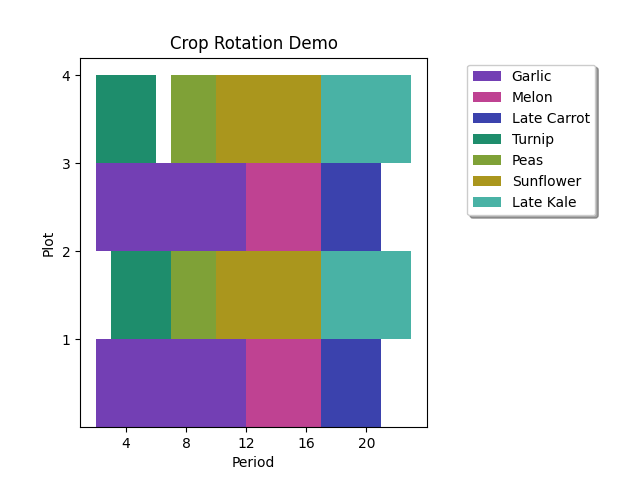 Crop Rotation Demo
Plot
4
3
2
1
4 8 12 16 20
Period
Garlic
Melon
Late Carrot
Turnip
Peas
Sunflower
Late Kale